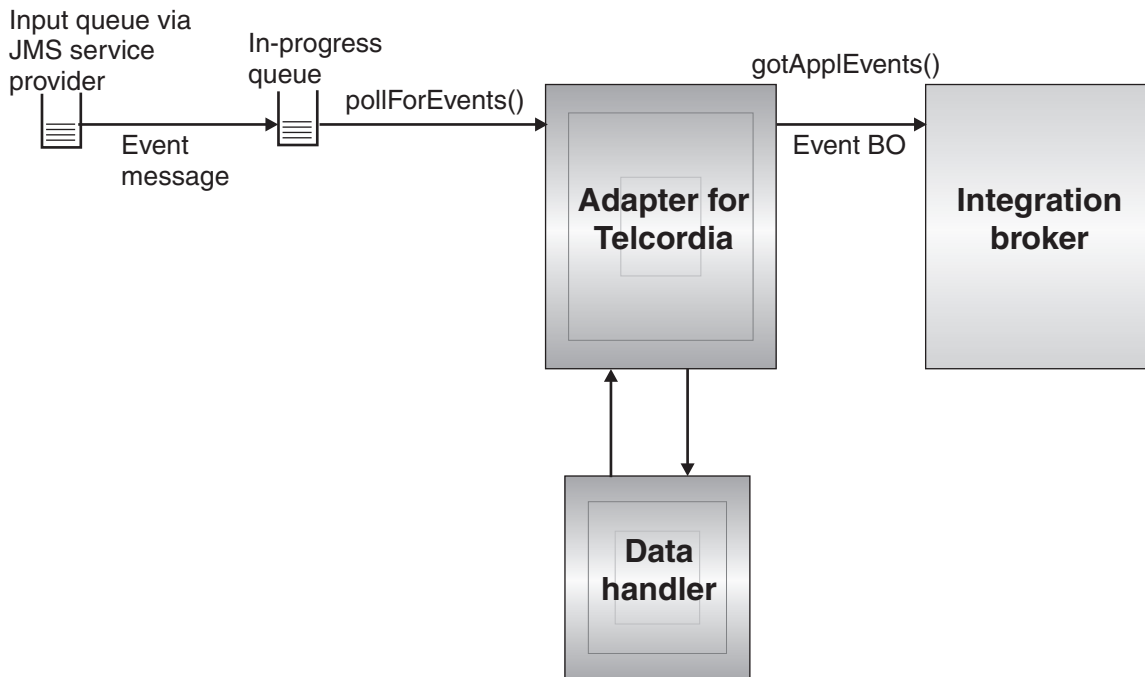 Input queue via
JMS service
provider
In-progress
queue
Event
message
pollForEvents()
gotApplEvents()
Event BO
Adapter for
Telcordia
Integration
broker
Data
handler